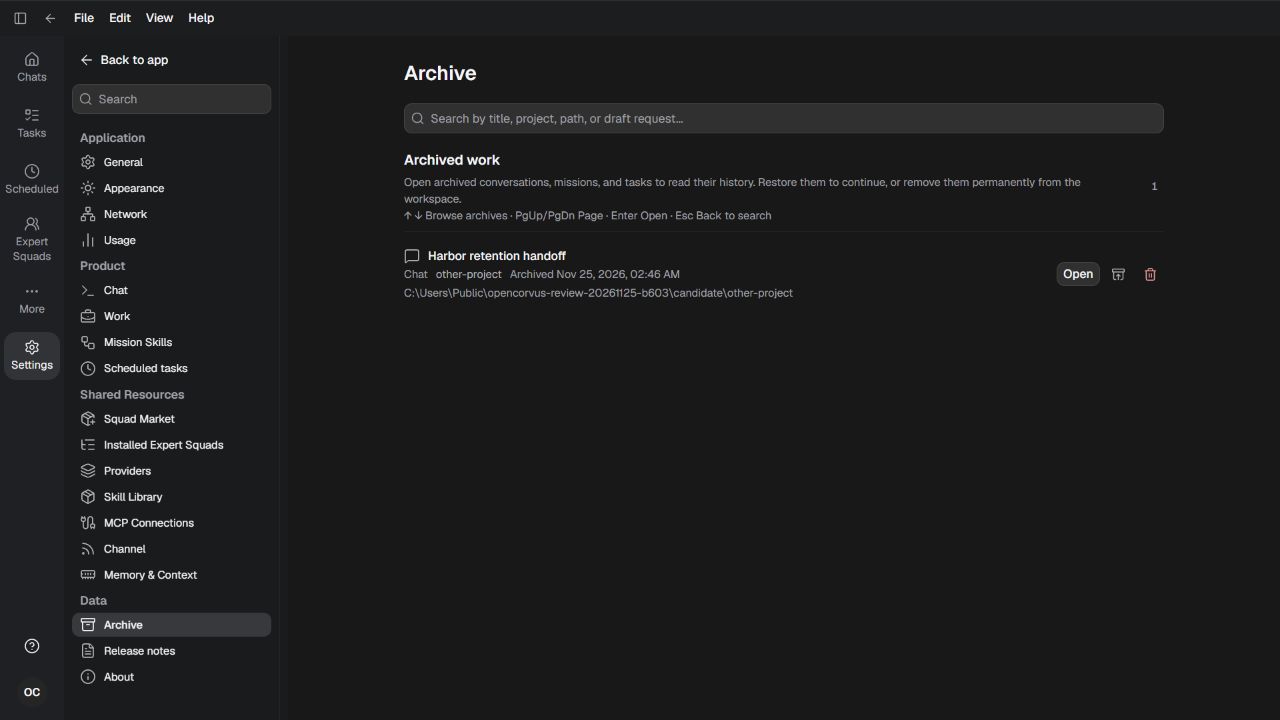 File Edit View Help
Chats
Tasks
Scheduled
Expert
Squads
More
Settings
OC
Back to app
Search
Application
General
Appearance
Network
Usage
Product
Chat
Work
Mission Skills
Scheduled tasks
Shared Resources
Squad Market
Installed Expert Squads
Providers
Skill Library
MCP Connections
Channel
Memory & Context
Data
Archive
Release notes
About
Archive
Search by title, project, path, or draft request...
Archived work
Open archived conversations, missions, and tasks to read their history. Restore them to continue, or remove them permanently from the
workspace.
1
↑↓ Browse archives · PgUp/PgDn Page · Enter Open · Esc Back to search
Harbor retention handoff
Chat other-project Archived Nov 25, 2026, 02:46 AM
C:\Users\Public\opencorvus-review-20261125-b603\candidate\other-project
Open